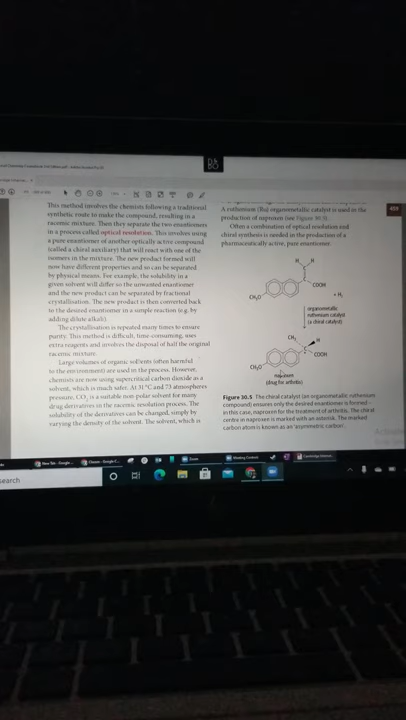 This method involves the chemists following a traditional
synthetic route to make the compound, resulting in a
racemic mixture. Then they separate the two enantiomers
in a process called optical resolution. This involves using
a pure enantiomer of another optically active compound
(called a chiral auxiliary) that will react with one of the
isomers in the mixture. The new product formed will
now have different properties and so can be separated
by physical means. For example, the solubility in a
given solvent will differ so the unwanted enantiomer
and the new product can be separated by fractional
crystallisation. The new product is then converted back
to the desired enantiomer in a simple reaction (e.g. by
adding dilute alkali).
The crystallisation is repeated many times to ensure
purity. This method is difficult, time-consuming, uses
extra reagents and involves the disposal of half the original
racemic mixture.
Large volumes of organic solvents (often harmful
to the environment) are used in the process. However,
chemists are now using supercritical carbon dioxide as a
solvent, which is much safer. At 31 °C and 73 atmospheres
pressure, CO₂ is a suitable non-polar solvent for many
drug derivatives in the racemic resolution process. The
solubility of the derivatives can be changed, simply by
varying the density of the solvent. The solvent, which is
A ruthenium (Ru) organometallic catalyst is used in the
production of naproxen (see Figure 30.5).
Often a combination of optical resolution and
chiral synthesis is needed in the production of a
pharmaceutically active, pure enantiomer.
459
H
H
C
COOH
+ H₂
CH₃O
organometallic
ruthenium catalyst
(a chiral catalyst)
CH₃
H
COOH
CH₃O
naproxen
(drug for arthritis)
Figure 30.5 The chiral catalyst (an organometallic ruthenium
compound) ensures only the desired enantiomer is formed –
in this case, naproxen for the treatment of arthritis. The chiral
centre in naproxen is marked with an asterisk. The marked
carbon atom is known as an 'asymmetric carbon'.
New Tab - Google
Zoom
Meeting Controls
search